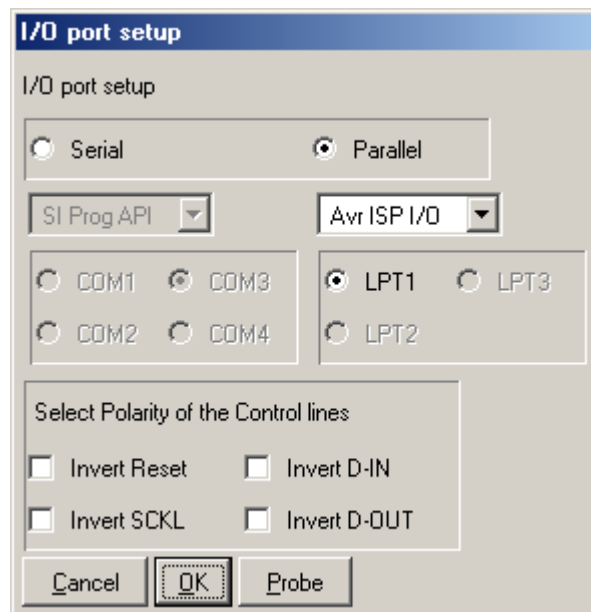 I/O port setup
I/O port setup
Serial Parallel
SI Prog API Avr ISP I/O
COM1 COM3 LPT1 LPT3
COM2 COM4 LPT2
Select Polarity of the Control lines
Invert Reset Invert D-IN
Invert SCKL Invert D-OUT
Cancel OK Probe